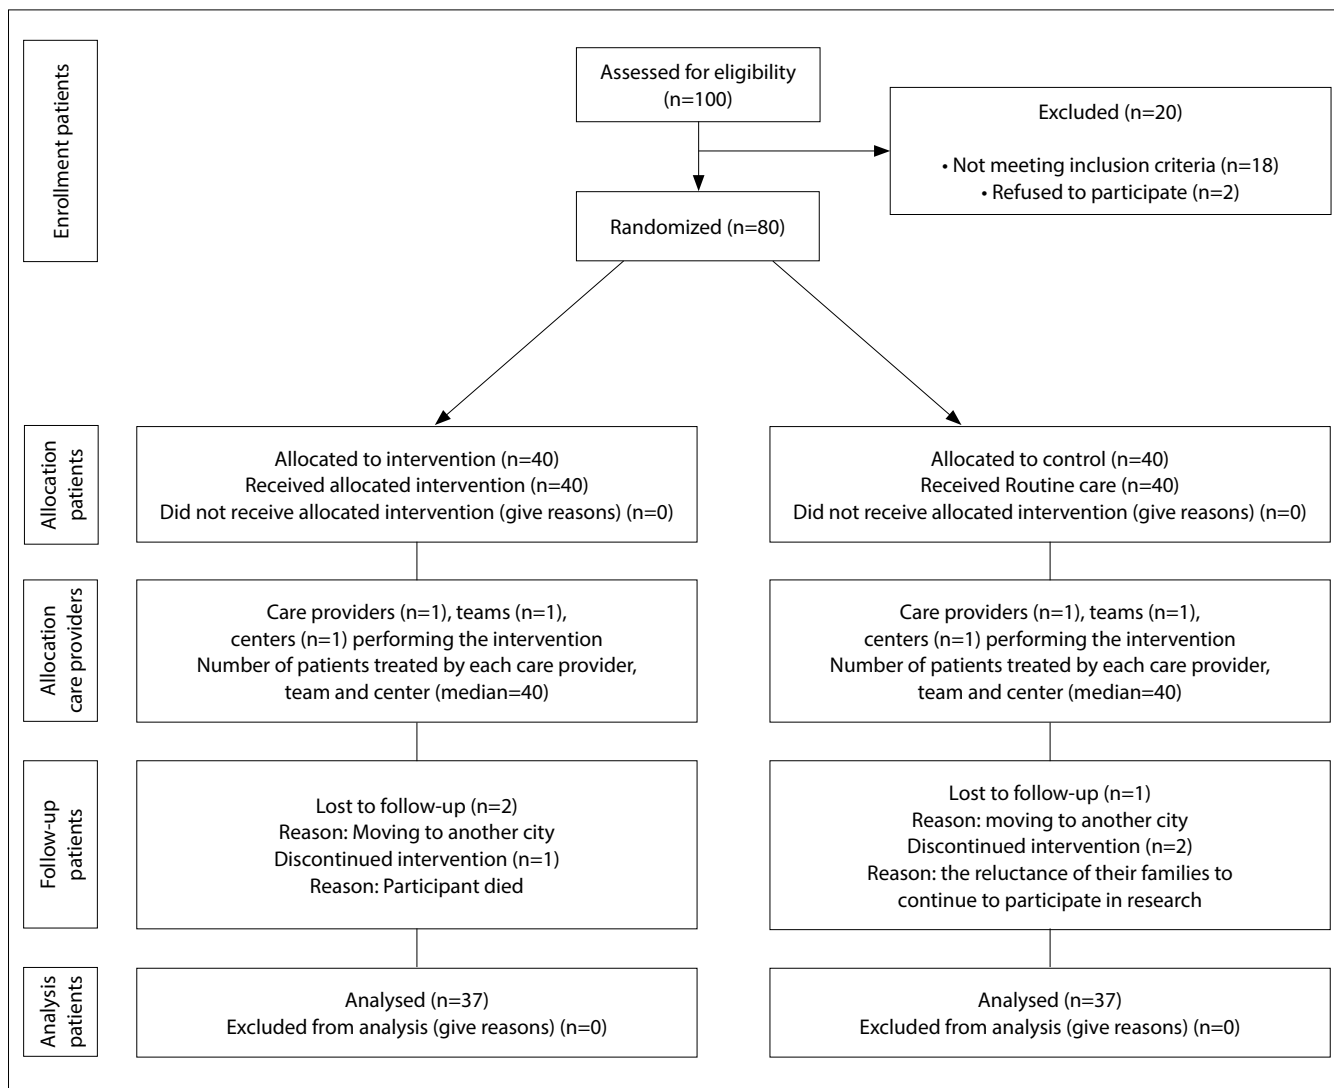 Enrollment patients
Assessed for eligibility
(n=100)
Excluded (n=20)
• Not meeting inclusion criteria (n=18)
• Refused to participate (n=2)
Randomized (n=80)
Allocation
patients
Allocated to intervention (n=40)
Received allocated intervention (n=40)
Did not receive allocated intervention (give reasons) (n=0)
Allocated to control (n=40)
Received Routine care (n=40)
Did not receive allocated intervention (give reasons) (n=0)
Allocation
care providers
Care providers (n=1), teams (n=1),
centers (n=1) performing the intervention
Number of patients treated by each care provider,
team and center (median=40)
Care providers (n=1), teams (n=1),
centers (n=1) performing the intervention
Number of patients treated by each care provider,
team and center (median=40)
Follow-up
patients
Lost to follow-up (n=2)
Reason: Moving to another city
Discontinued intervention (n=1)
Reason: Participant died
Lost to follow-up (n=1)
Reason: moving to another city
Discontinued intervention (n=2)
Reason: the reluctance of their families to
continue to participate in research
Analysis
patients
Analysed (n=37)
Excluded from analysis (give reasons) (n=0)
Analysed (n=37)
Excluded from analysis (give reasons) (n=0)